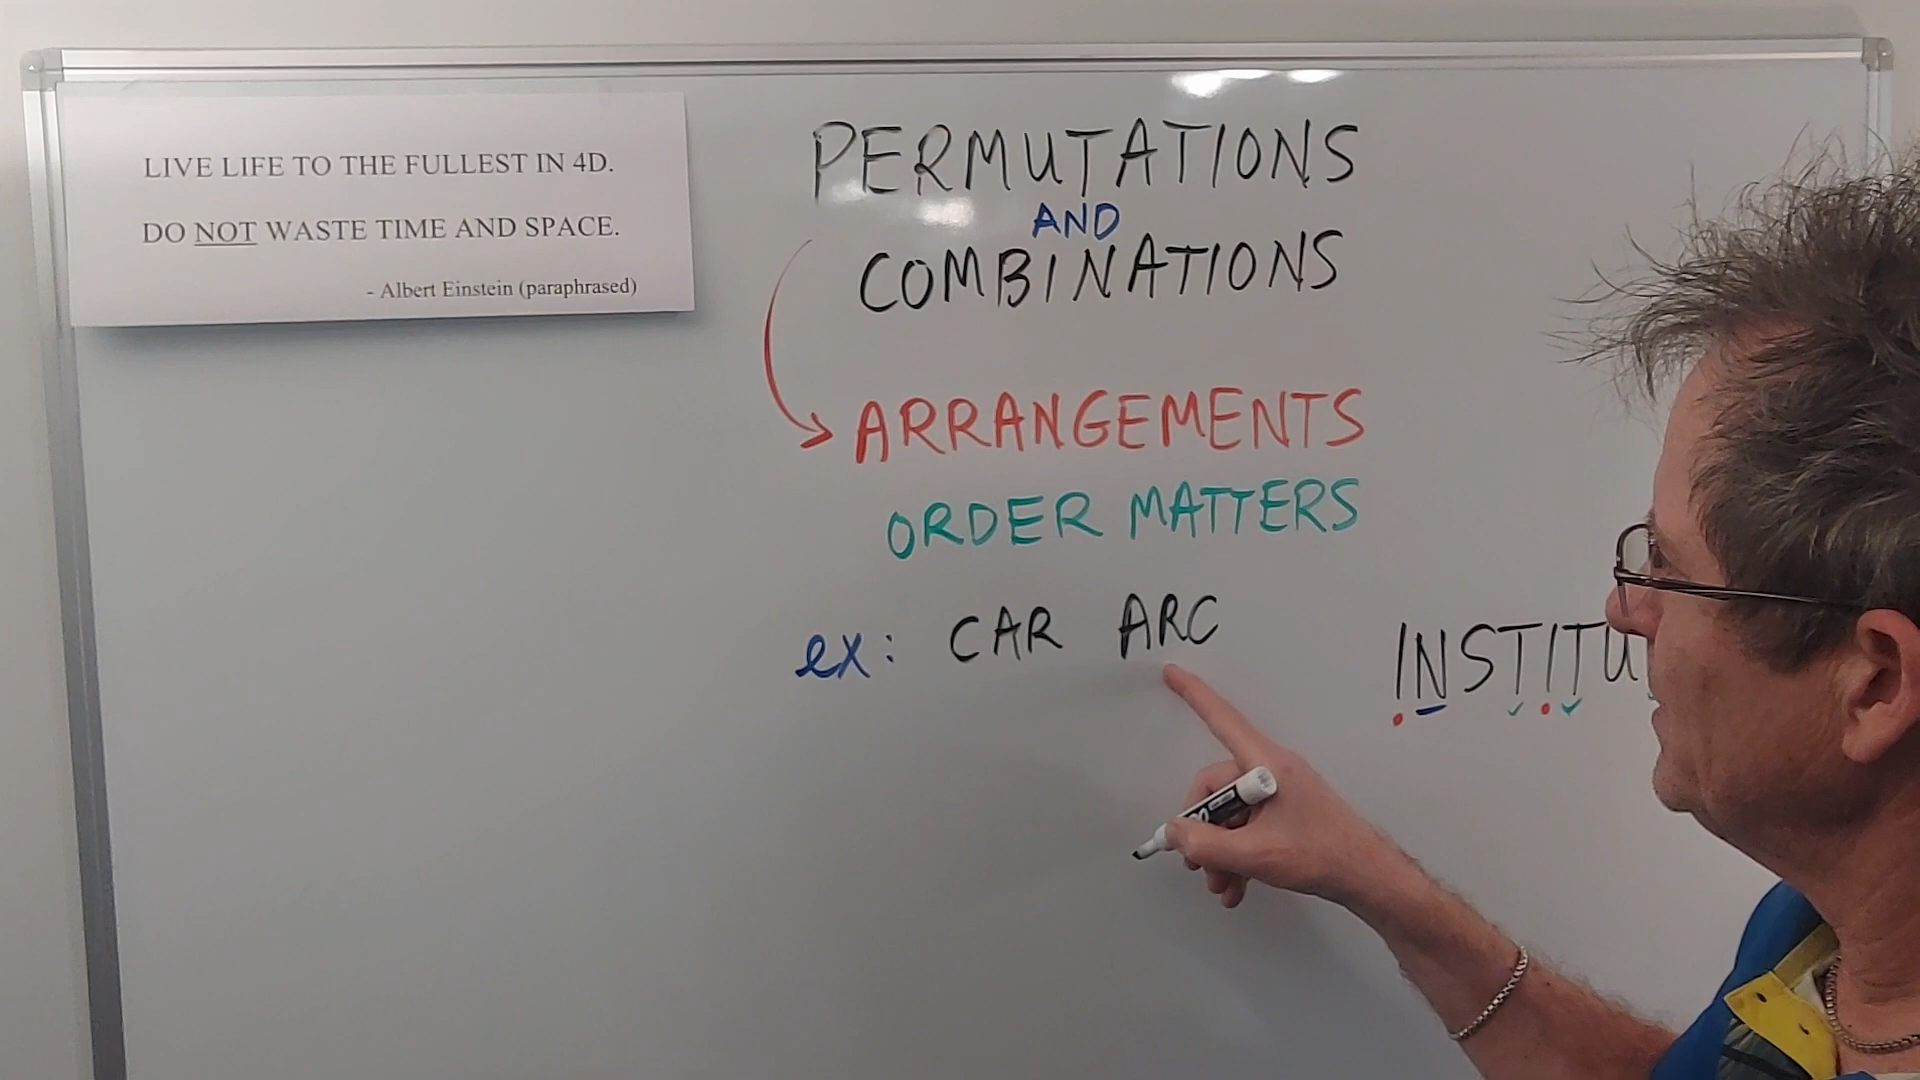 LIVE LIFE TO THE FULLEST IN 4D.
DO NOT WASTE TIME AND SPACE.
- Albert Einstein (paraphrased)
PERMUTATIONS
AND
COMBINATIONS
ARRANGEMENTS
ORDER MATTERS
ex: CAR ARC
INSTITU